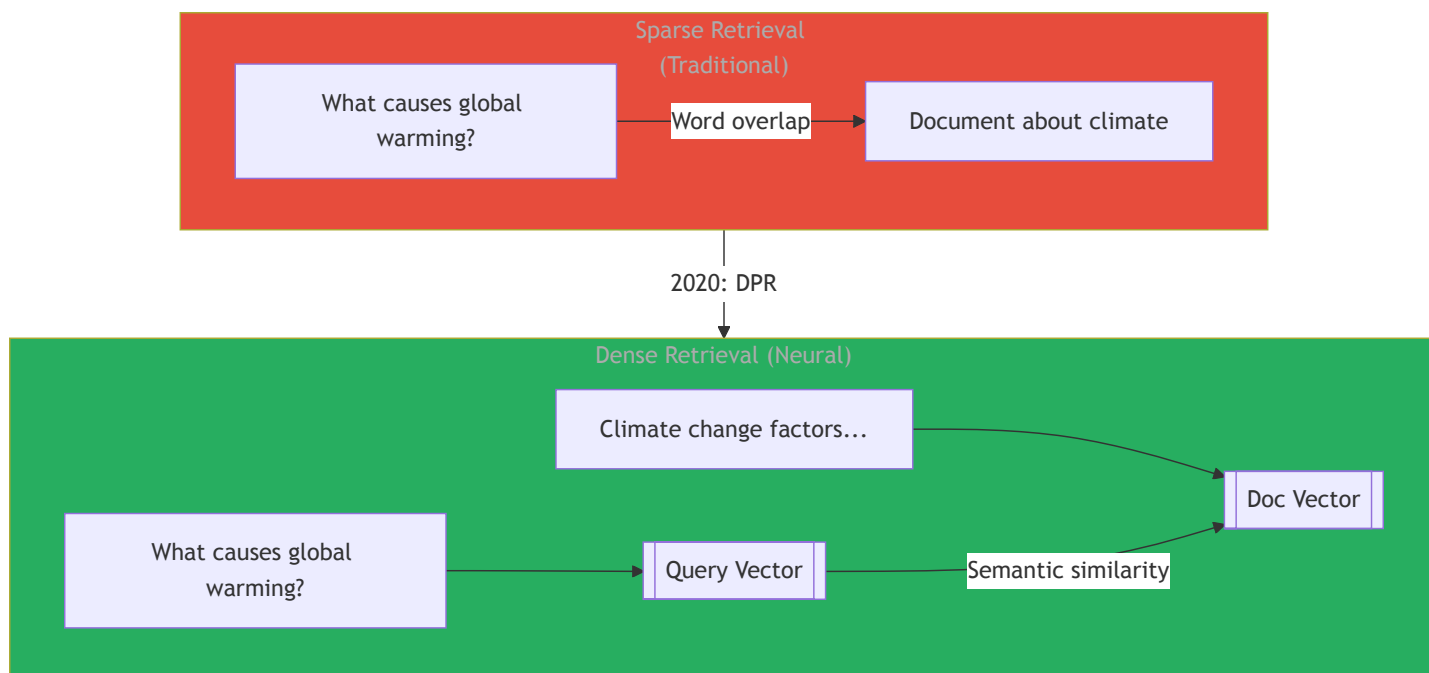 Sparse Retrieval
(Traditional)
What causes global
warming?
Word overlap
Document about climate
2020: DPR
Dense Retrieval (Neural)
Climate change factors...
Doc Vector
What causes global
warming?
Query Vector
Semantic similarity